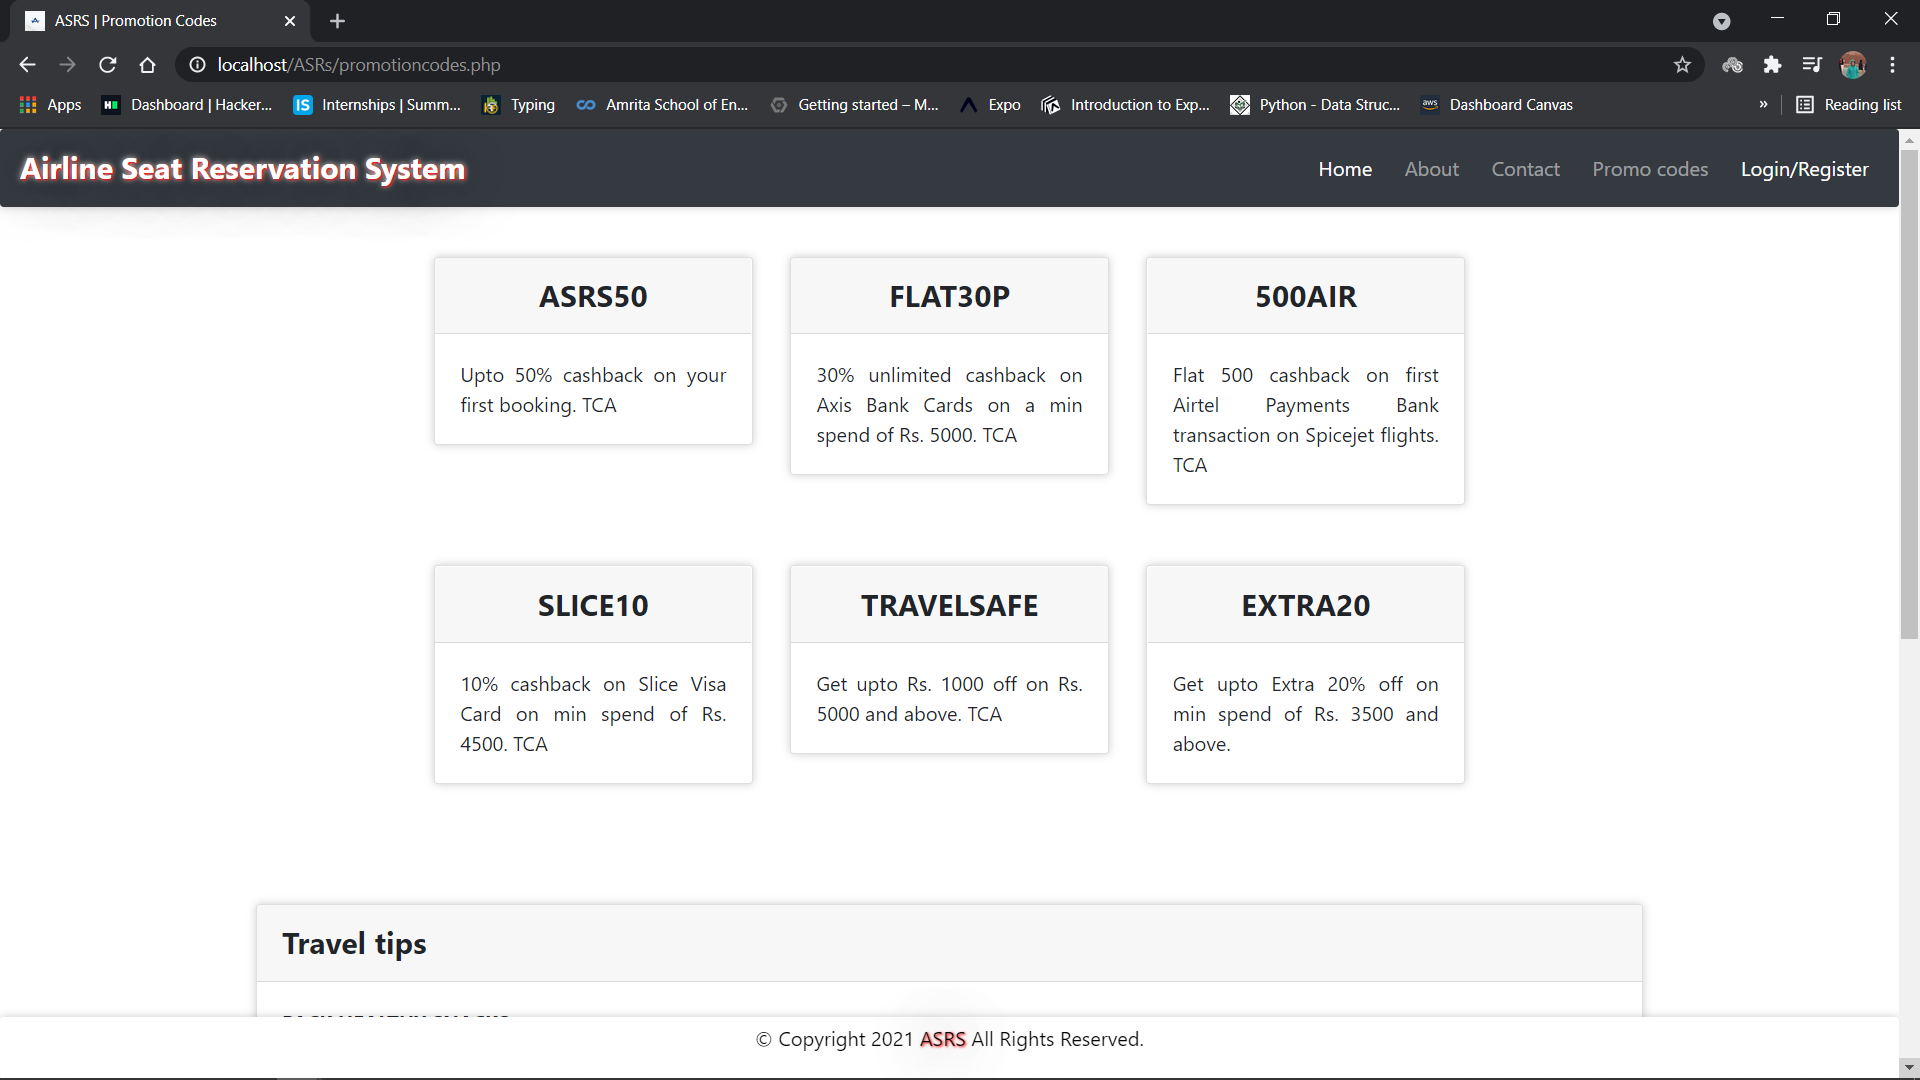 ASRS | Promotion Codes
localhost/ASRs/promotioncodes.php
Apps
Dashboard | Hacker...
Internships | Summ...
Typing
Amrita School of En...
Getting started – M...
Expo
Introduction to Exp...
Python - Data Struc...
aws
Dashboard Canvas
»
Reading list
Airline Seat Reservation System
Home
About
Contact
Promo codes
Login/Register
ASRS50
Upto 50% cashback on your
first booking. TCA
FLAT30P
30% unlimited cashback on
Axis Bank Cards on a min
spend of Rs. 5000. TCA
500AIR
Flat 500 cashback on first
Airtel Payments Bank
transaction on Spicejet flights.
TCA
SLICE10
10% cashback on Slice Visa
Card on min spend of Rs.
4500. TCA
TRAVELSAFE
Get upto Rs. 1000 off on Rs.
5000 and above. TCA
EXTRA20
Get upto Extra 20% off on
min spend of Rs. 3500 and
above.
Travel tips
© Copyright 2021 ASRS All Rights Reserved.